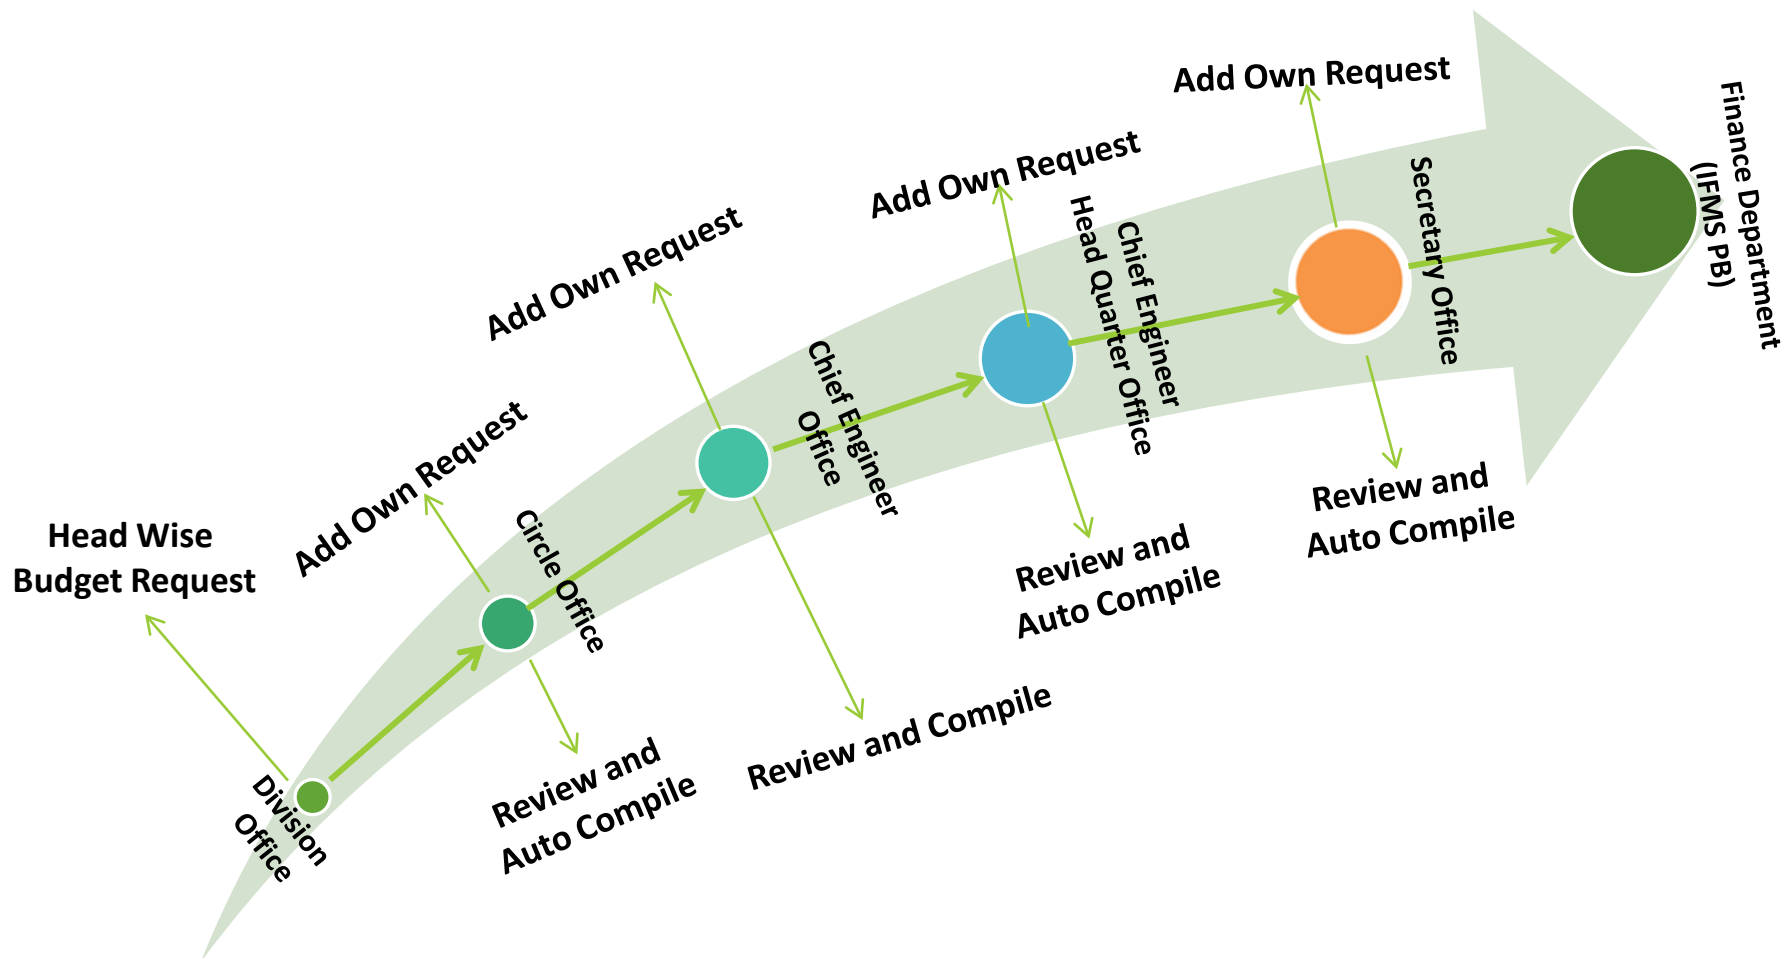 Head Wise
Budget Request
Division
Office
Add Own Request
Circle Office
Review and
Auto Compile
Add Own Request
Chief Engineer
Office
Review and Compile
Add Own Request
Chief Engineer
Head Quarter Office
Review and
Auto Compile
Add Own Request
Secretary Office
Review and
Auto Compile
Finance Department
(IFMS PB)